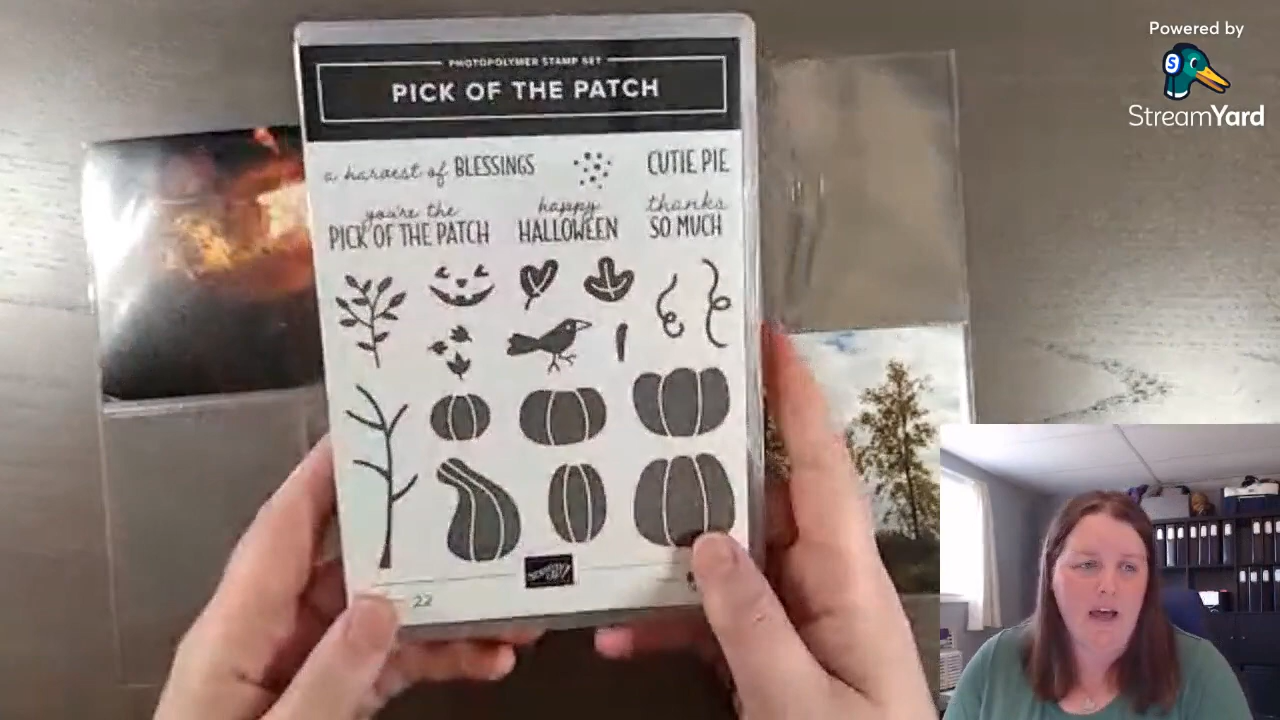 Powered by
StreamYard
PHOTOPOLYMER STAMP SET
PICK OF THE PATCH
a harvest of BLESSINGS
CUTIE PIE
you're the
PICK OF THE PATCH
happy
HALLOWEEN
thanks
SO MUCH
22